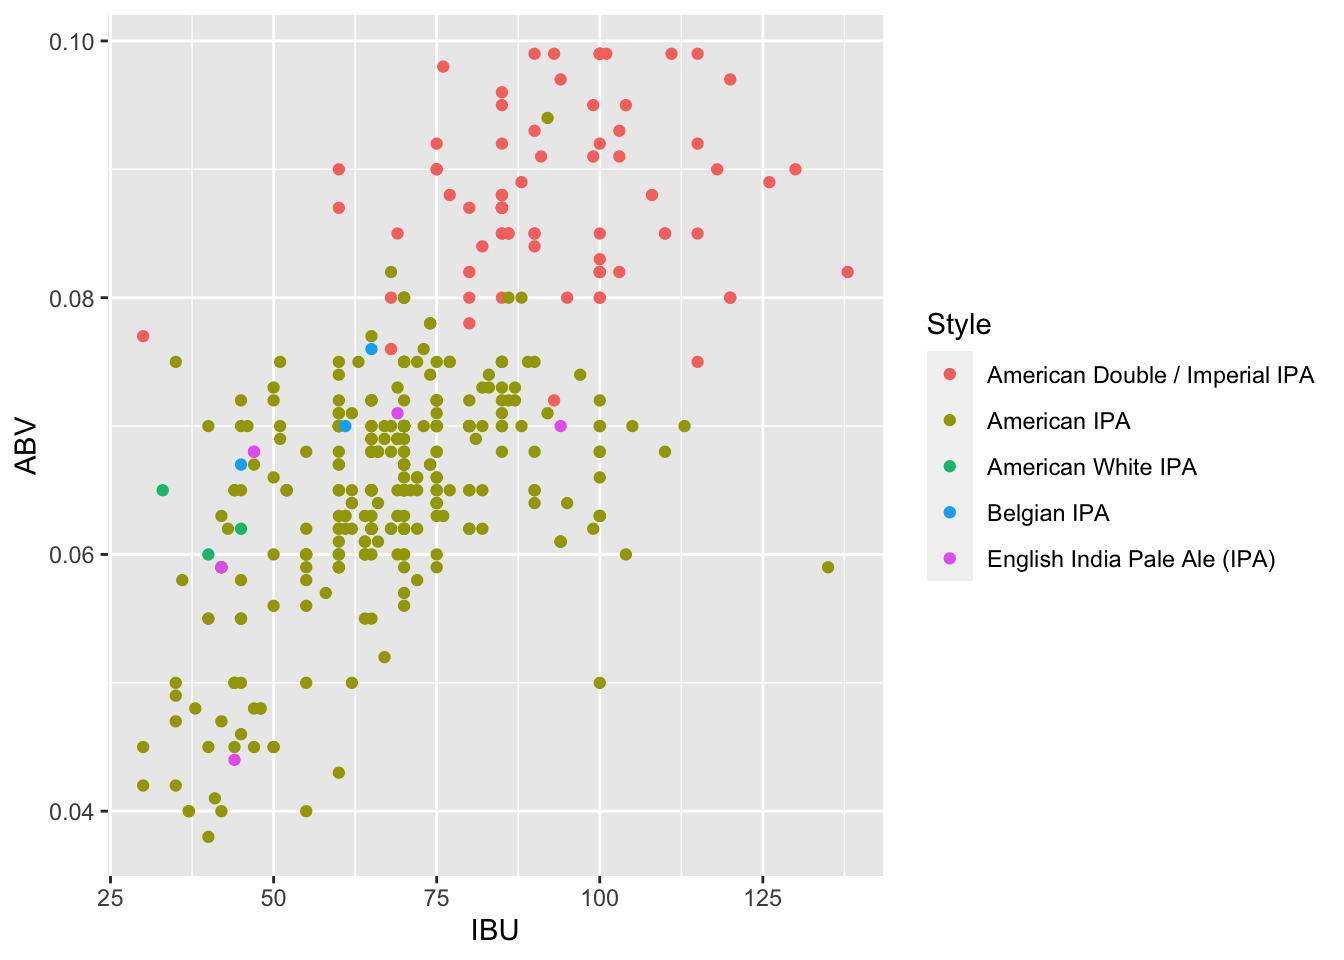 0.10
0.08
0.06
0.04
ABV
25 50 75 100 125
IBU
Style
American Double / Imperial IPA
American IPA
American White IPA
Belgian IPA
English India Pale Ale (IPA)